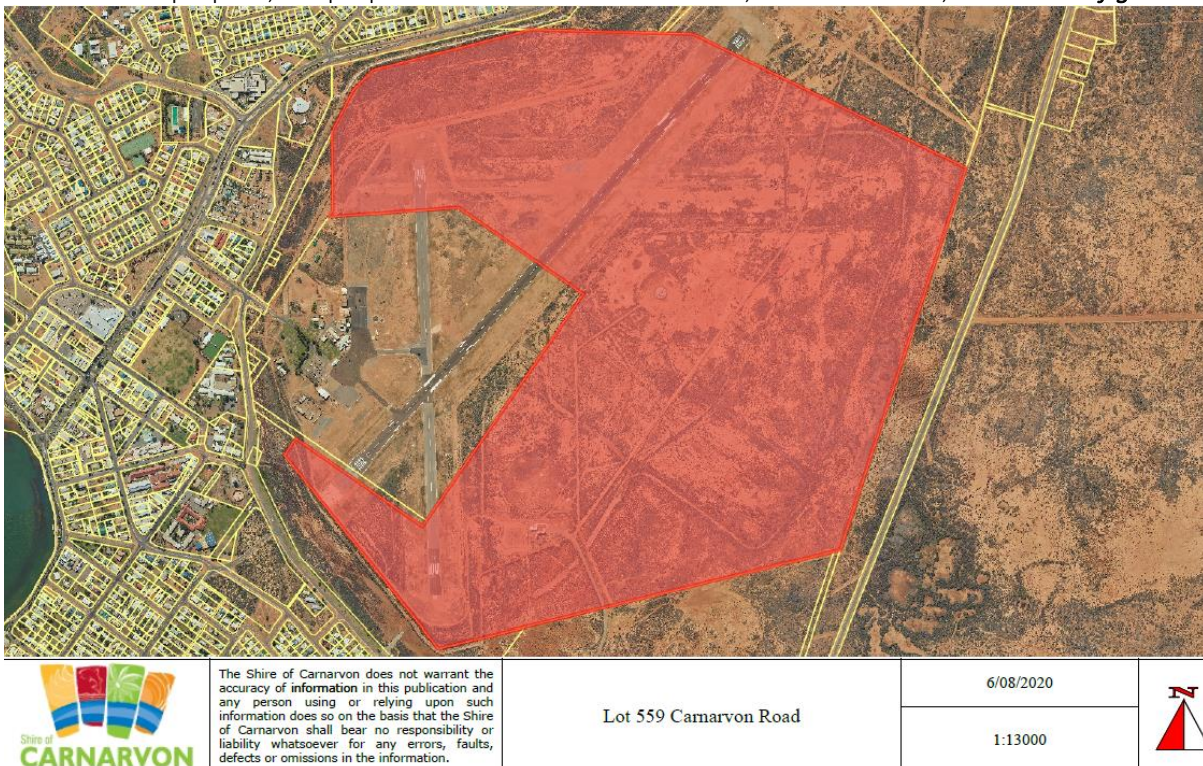 The Shire of Carnarvon does not warrant the
accuracy of information in this publication and
any person using or relying upon such
information does so on the basis that the Shire
of Carnarvon shall bear no responsibility or
liability whatsoever for any errors, faults,
defects or omissions in the information.
Shire of
CARNARVON
Lot 559 Carnarvon Road
6/08/2020
1:13000
N